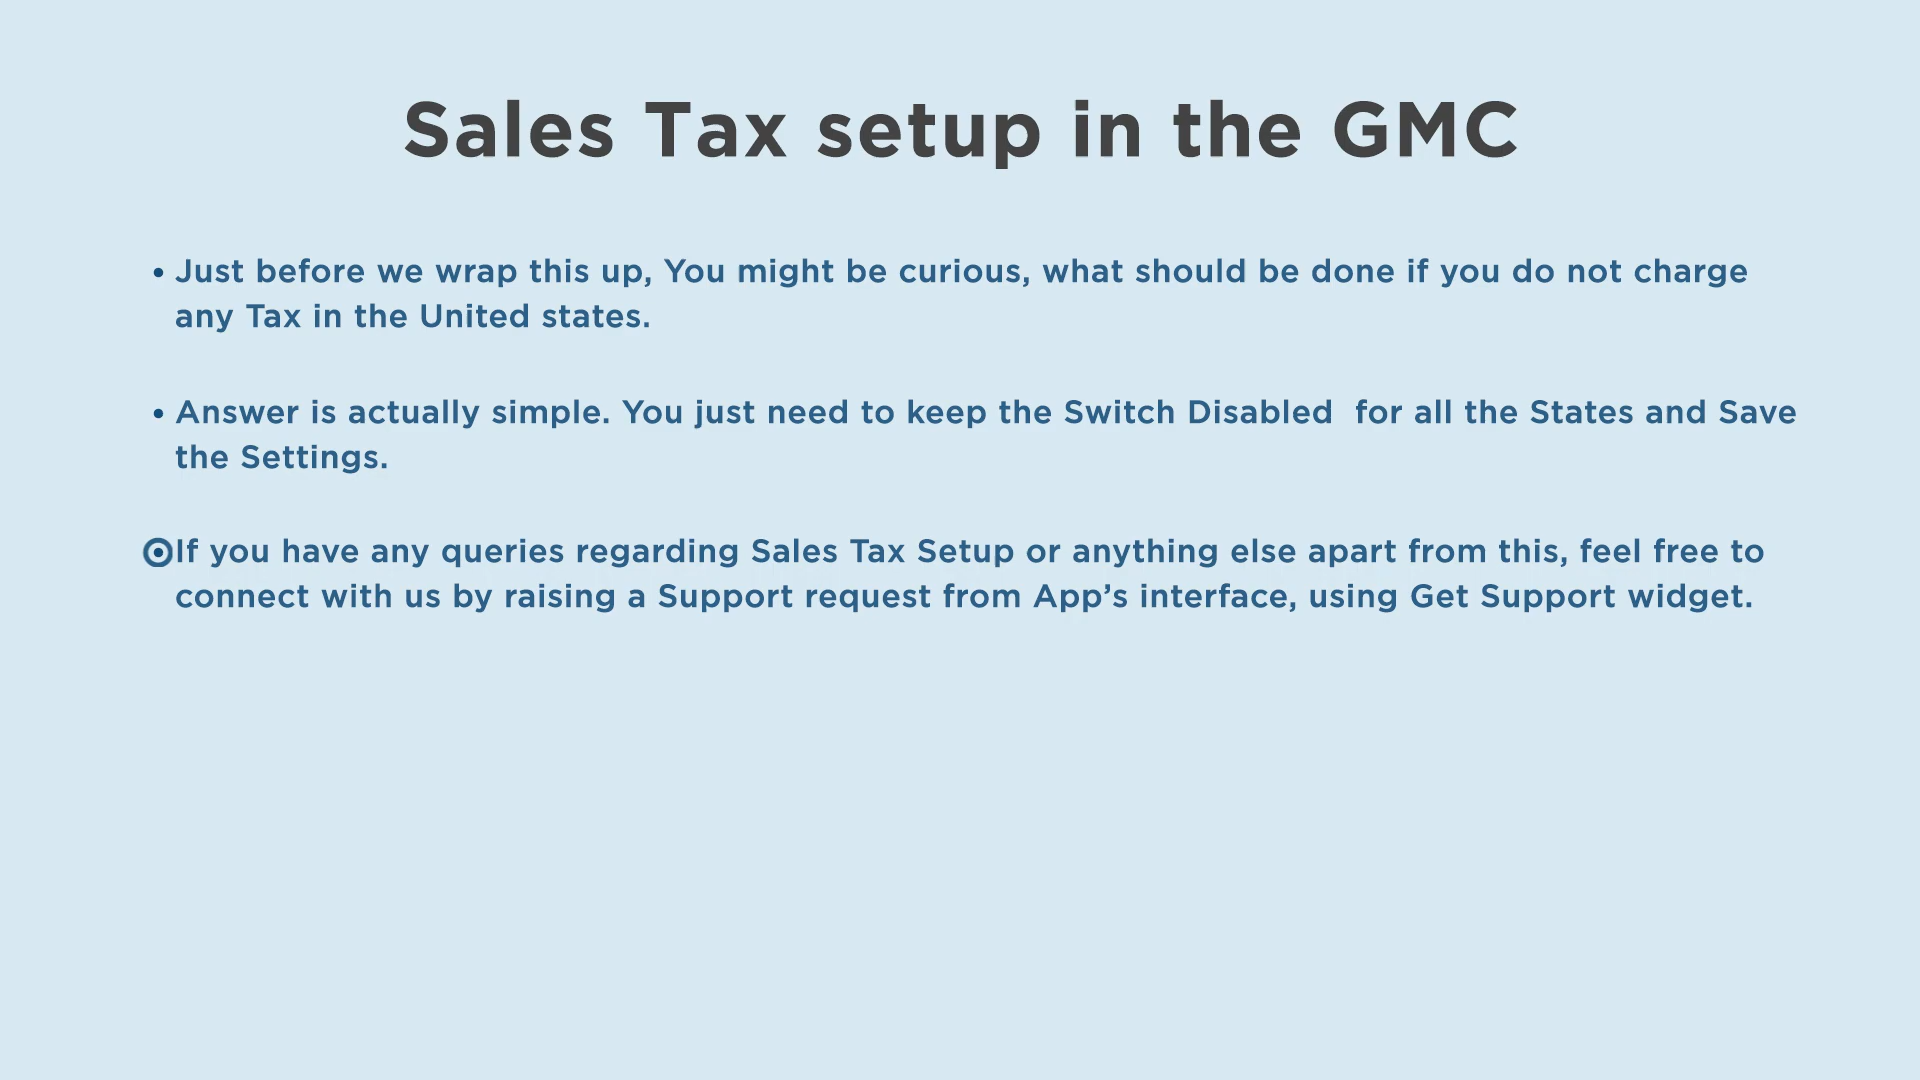 Sales Tax setup in the GMC
• Just before we wrap this up, You might be curious, what should be done if you do not charge
any Tax in the United states.
• Answer is actually simple. You just need to keep the Switch Disabled  for all the States and Save
the Settings.
• If you have any queries regarding Sales Tax Setup or anything else apart from this, feel free to
connect with us by raising a Support request from App’s interface, using Get Support widget.